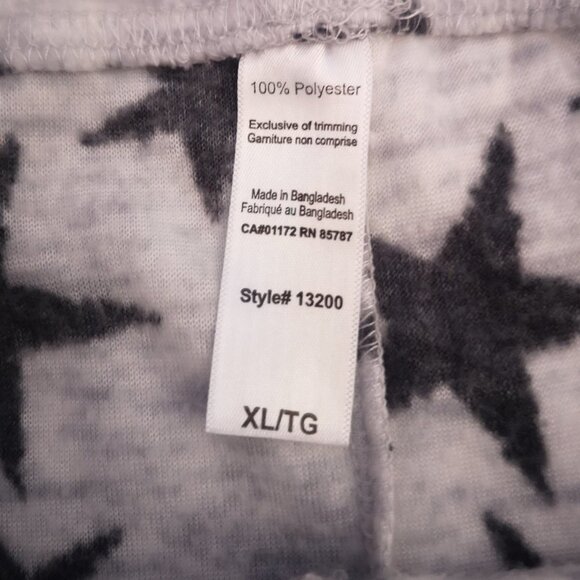 100% Polyester
Exclusive of trimming
Garniture non comprise
Made in Bangladesh
Fabriqué au Bangladesh
CA#01172 RN 85787
Style# 13200
XL/TG